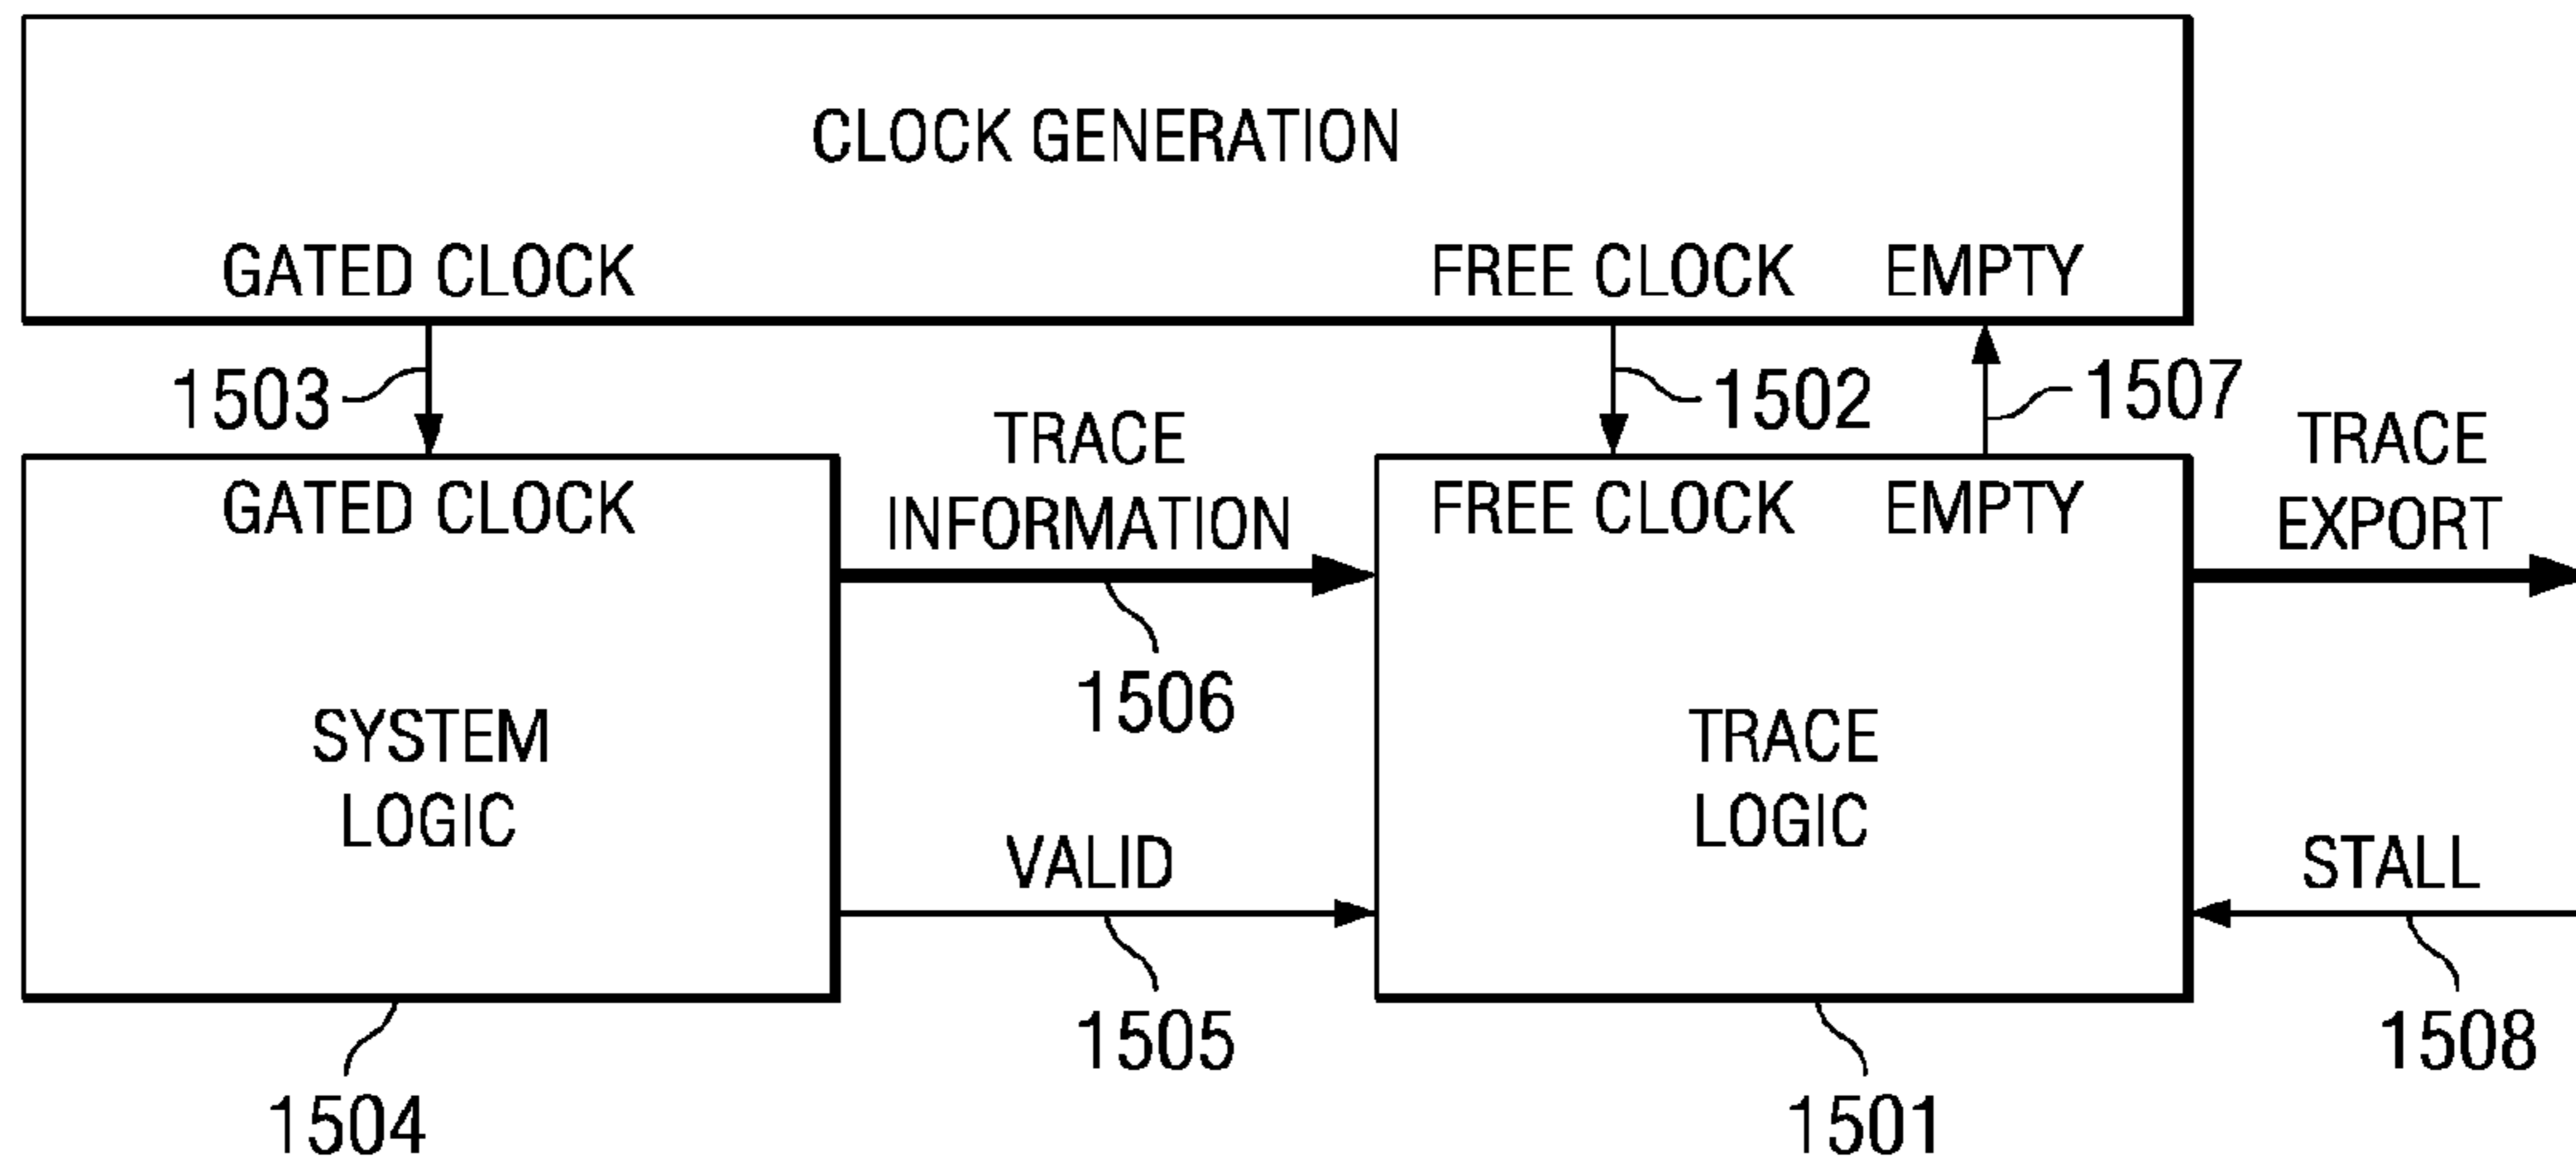 CLOCK GENERATION
GATED CLOCK
FREE CLOCK
EMPTY
1503
1502
1507
TRACE
INFORMATION
TRACE
EXPORT
GATED CLOCK
FREE CLOCK
EMPTY
1506
SYSTEM
LOGIC
TRACE
LOGIC
VALID
STALL
1505
1508
1504
1501